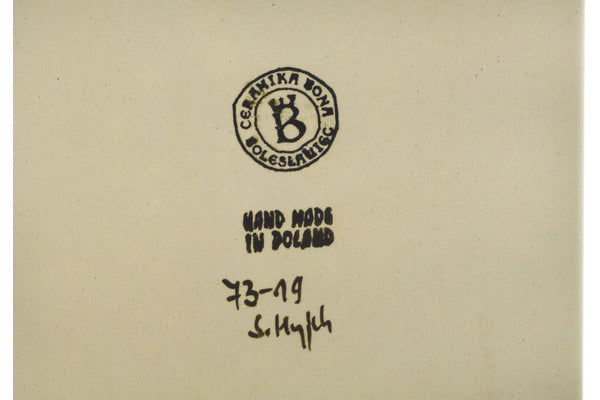 CERAMIKA BONA
B
BOLESŁAWIEC
HAND MADE
IN POLAND
73-19